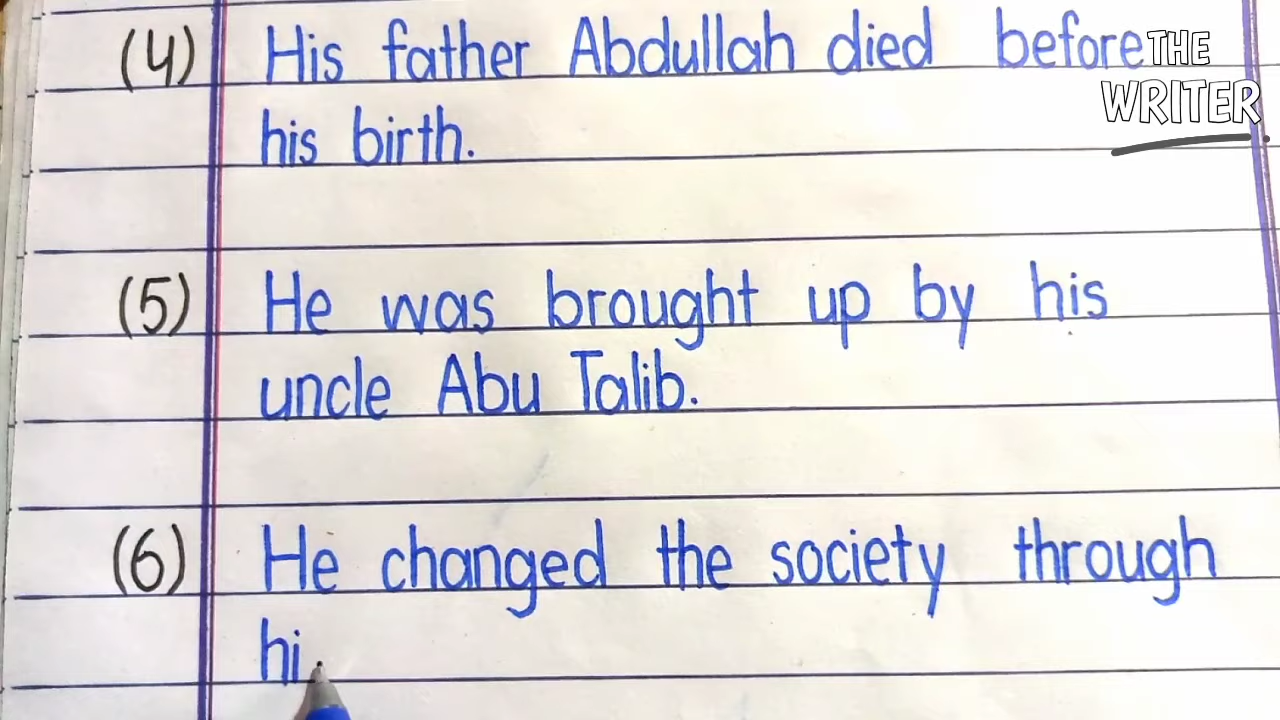 (4) His father Abdullah died before
his birth.
(5) He was brought up by his
uncle Abu Talib.
(6) He changed the society through
hi
THE
WRITER